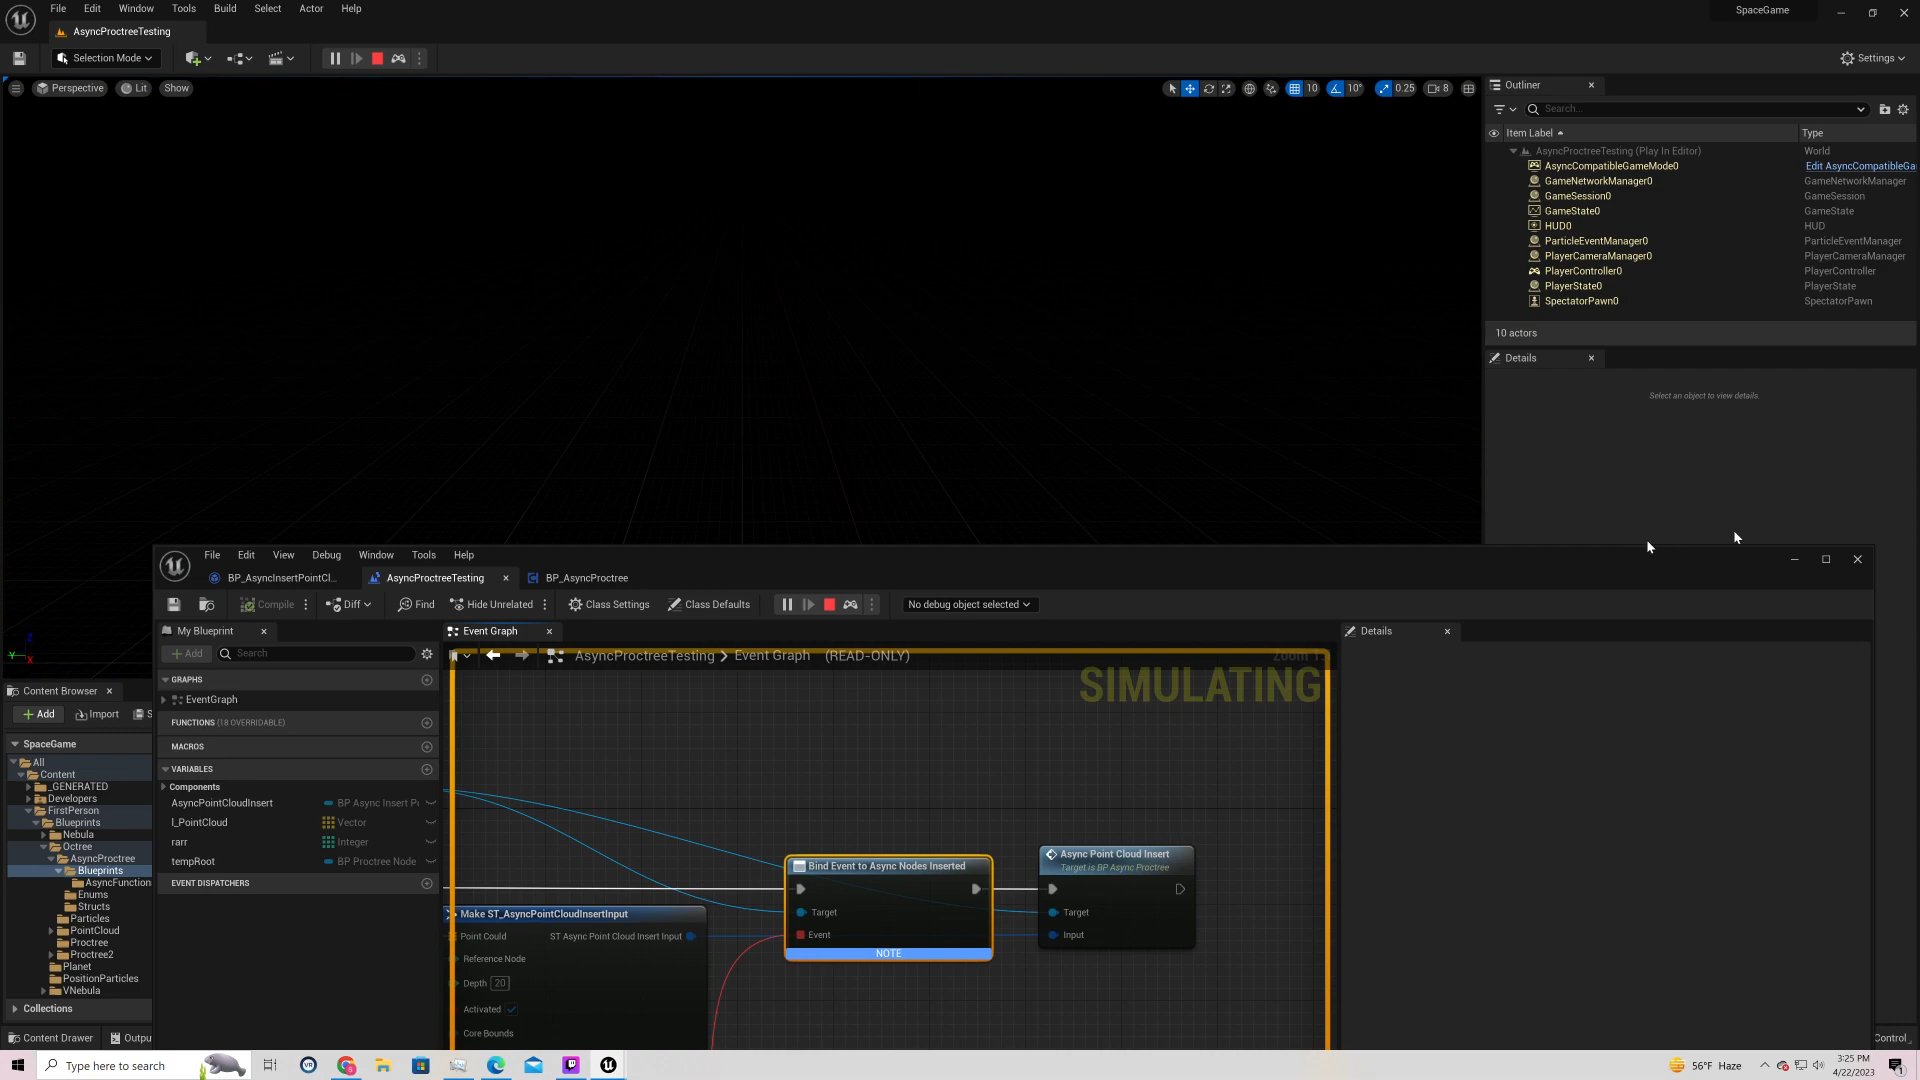 File Edit Window Tools Build Select Actor Help
SpaceGame
AsyncProctreeTesting
Selection Mode
Settings
Perspective Lit Show
10 10° 0.25 8
Outliner
Search...
Item Label Type
AsyncProctreeTesting (Play In Editor) World
AsyncCompatibleGameMode0 Edit AsyncCompatibleGa
GameNetworkManager0 GameNetworkManager
GameSession0 GameSession
GameState0 GameState
HUD0 HUD
ParticleEventManager0 ParticleEventManager
PlayerCameraManager0 PlayerCameraManager
PlayerController0 PlayerController
PlayerState0 PlayerState
SpectatorPawn0 SpectatorPawn
10 actors
Details
Select an object to view details.
Z
Y
X
File Edit View Debug Window Tools Help
BP_AsyncInsertPointCl... AsyncProctreeTesting BP_AsyncProctree
Compile Diff Find Hide Unrelated Class Settings Class Defaults No debug object selected
My Blueprint
Add Search
GRAPHS
EventGraph
FUNCTIONS (18 OVERRIDABLE)
MACROS
VARIABLES
Components
AsyncPointCloudInsert BP Async Insert P
l_PointCloud Vector
rarr Integer
tempRoot BP Proctree Node
EVENT DISPATCHERS
Event Graph
AsyncProctreeTesting > Event Graph (READ-ONLY)
SIMULATING
Bind Event to Async Nodes Inserted
Target
Event
NOTE
Async Point Cloud Insert
Target is BP Async Proctree
Target
Input
Make ST_AsyncPointCloudInsertInput
Point Could ST Async Point Cloud Insert Input
Reference Node
Depth 20
Activated
Core Bounds
Details
Content Browser
Add Import S
SpaceGame
All
Content
_GENERATED
Developers
FirstPerson
Blueprints
Nebula
Octree
AsyncProctree
Blueprints
AsyncFunction
Enums
Structs
Particles
PointCloud
Proctree
Proctree2
Planet
PositionParticles
VNebula
Collections
Content Drawer Outpu
Control
Type here to search
56°F Haze
3:25 PM
4/22/2023